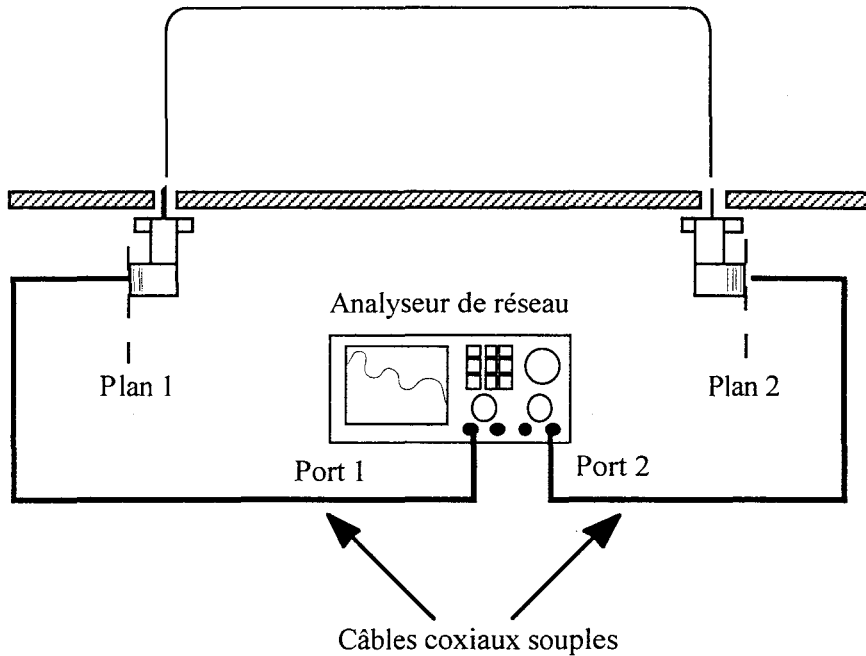 Analyseur de réseau
Plan 1
Plan 2
Port 1
Port 2
Câbles coxiaux souples